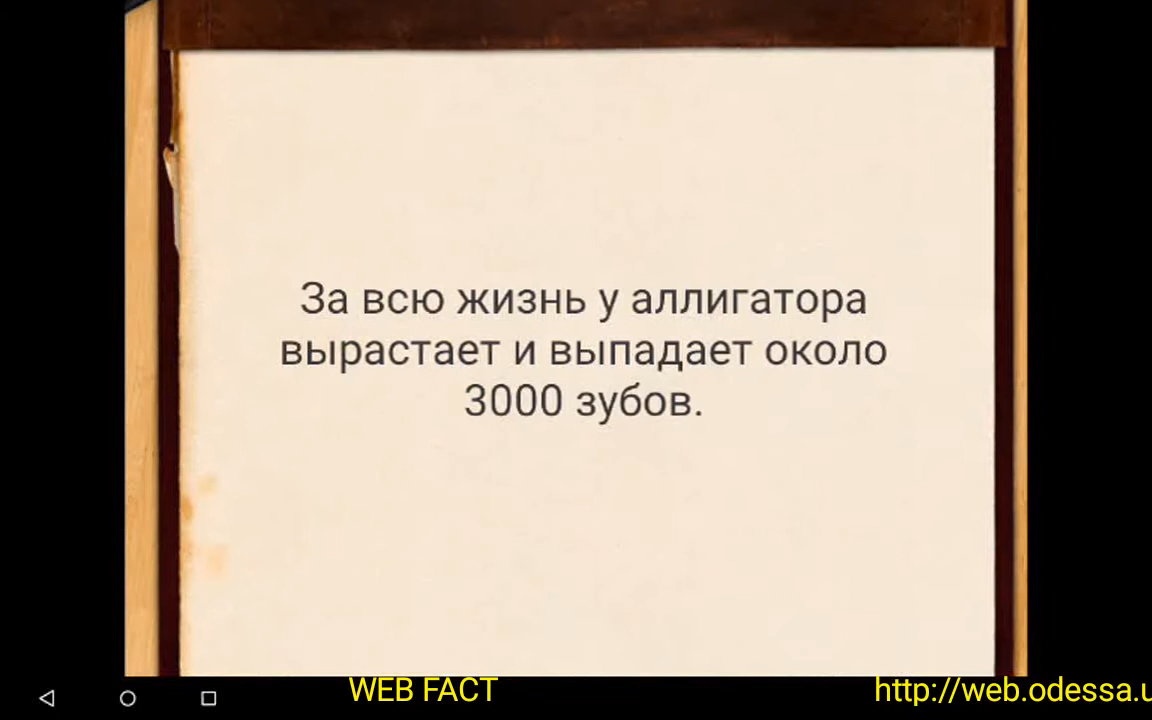 За всю жизнь у аллигатора
вырастает и выпадает около
3000 зубов.
WEB FACT
http://web.odessa.u